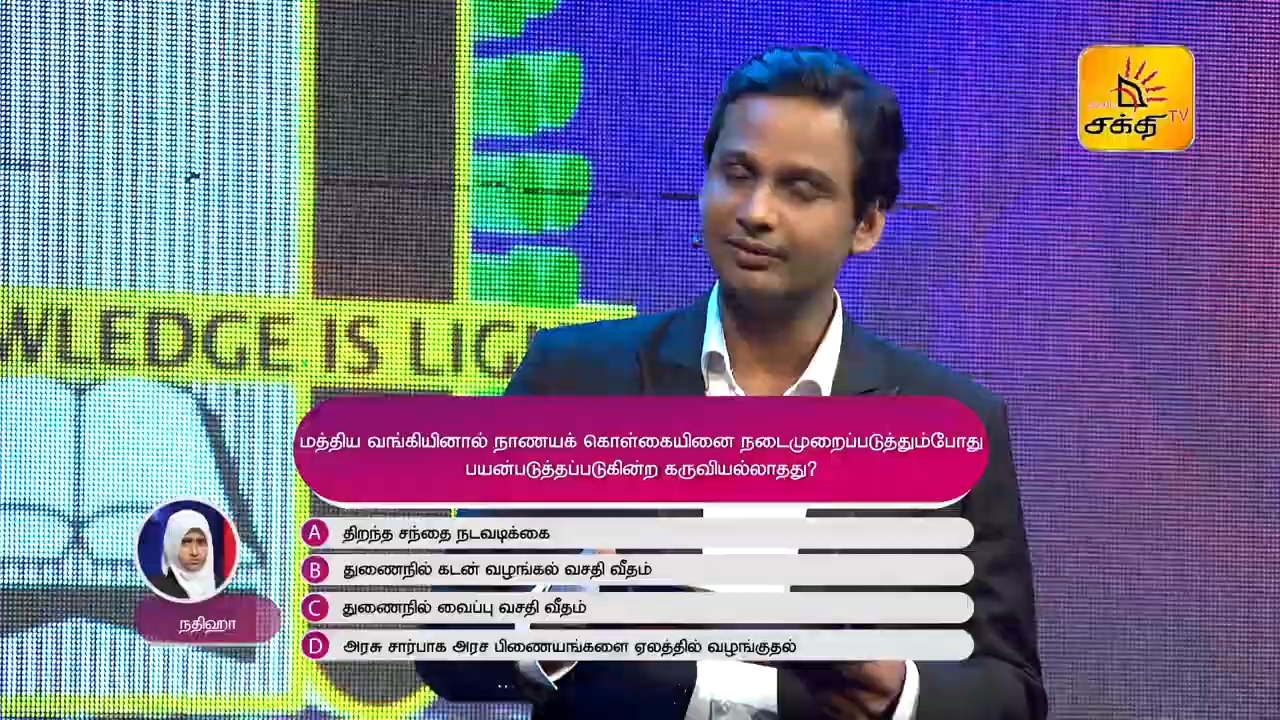 சக்தி TV
WLEDGE IS LIG
மத்திய வங்கியினால் நாணயக் கொள்கையினை நடைமுறைப்படுத்தும்போது
பயன்படுத்தப்படுகின்ற கருவியல்லாதது?
A திறந்த சந்தை நடவடிக்கை
B துணைநில் கடன் வழங்கல் வசதி வீதம்
C துணைநில் வைப்பு வசதி வீதம்
D அரசு சார்பாக அரச பிணையங்களை ஏலத்தில் வழங்குதல்
நதிஹா